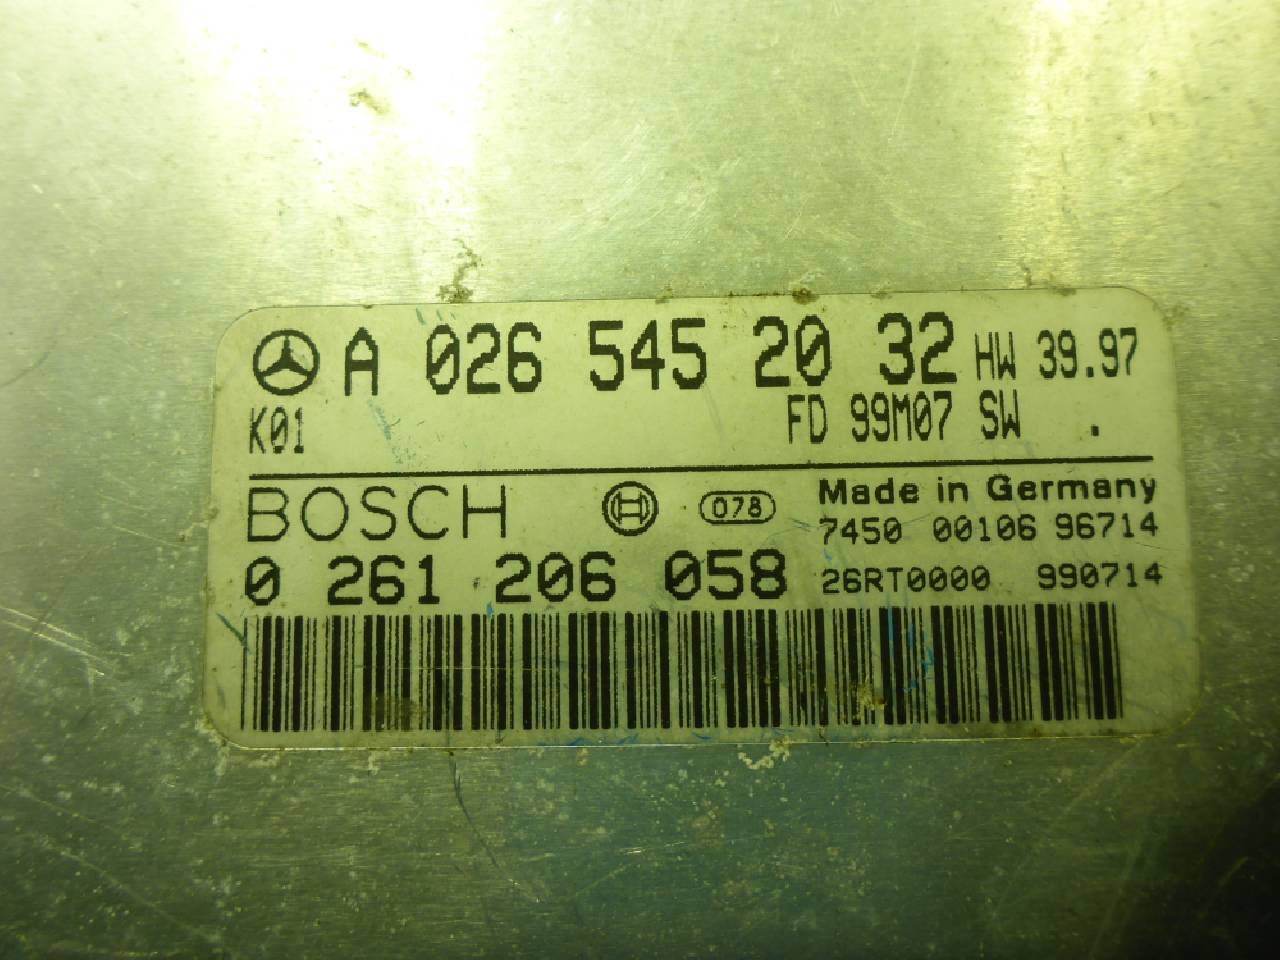 A 026 545 20 32 HW 39.97
K01 FD 99M07 SW .
BOSCH H 078 Made in Germany
7450 00106 96714
0 261 206 058 26RT0000 990714